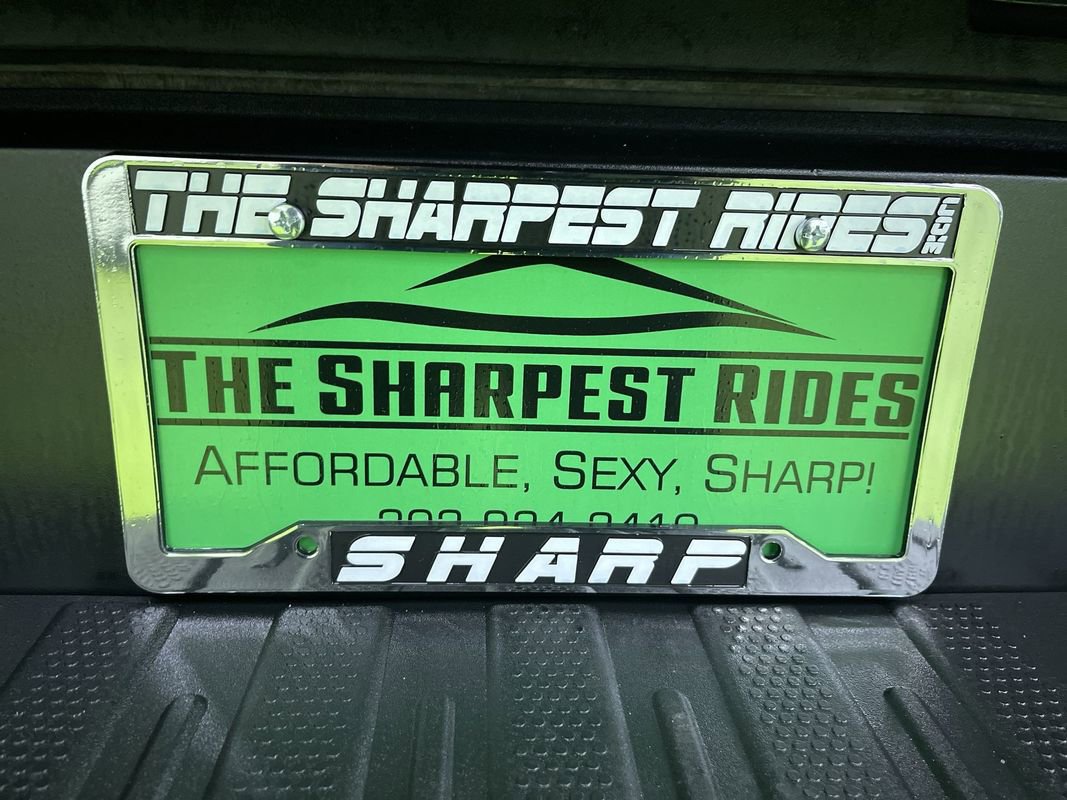 THE SHARPEST RIDES.COM
THE SHARPEST RIDES
AFFORDABLE, SEXY, SHARP!
SHARP